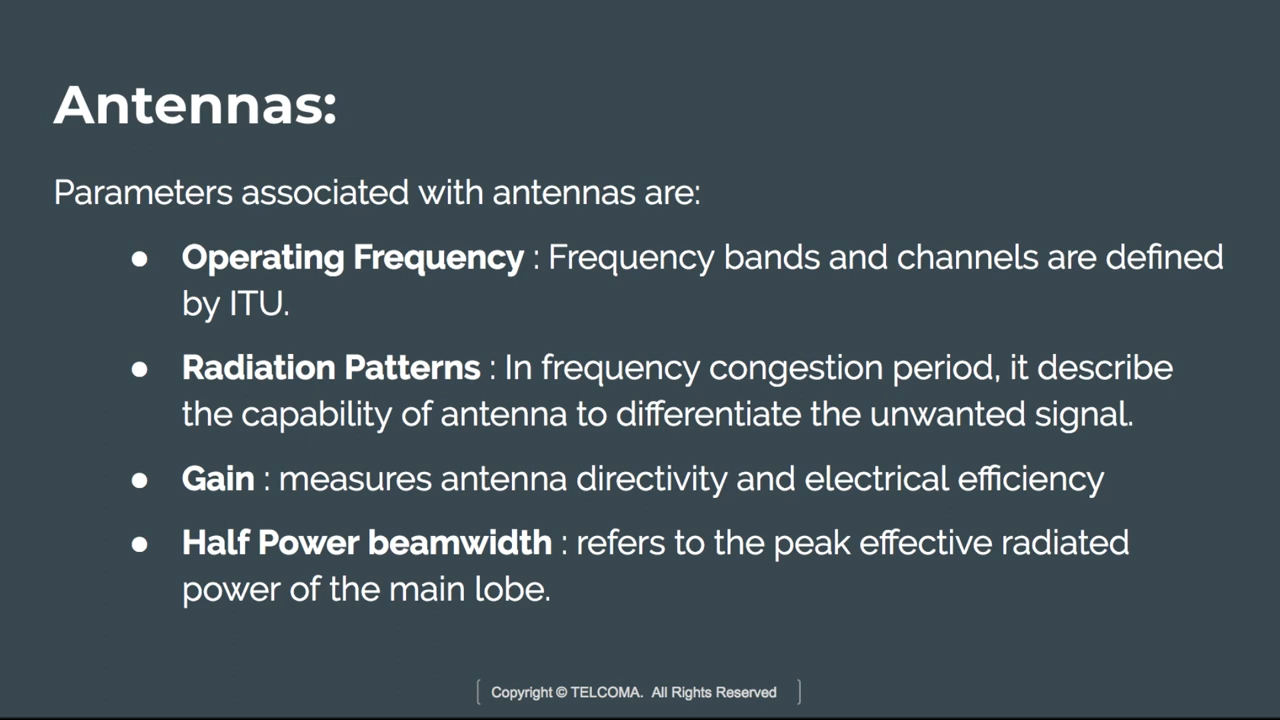 Antennas:
Parameters associated with antennas are:
● Operating Frequency : Frequency bands and channels are defined
by ITU.
● Radiation Patterns : In frequency congestion period, it describe
the capability of antenna to differentiate the unwanted signal.
● Gain : measures antenna directivity and electrical efficiency
● Half Power beamwidth : refers to the peak effective radiated
power of the main lobe.
[ Copyright © TELCOMA. All Rights Reserved ]